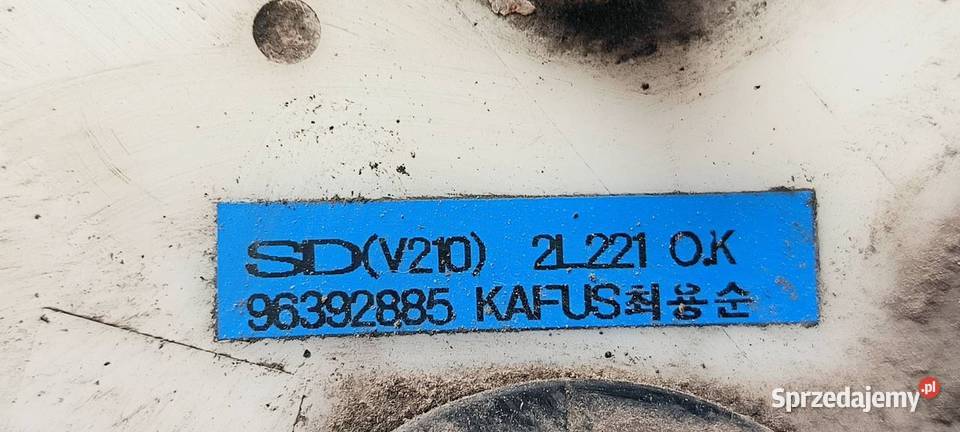 SD(V210) 2L221 O.K
96392885 KAFUS최용순
Sprzedajemy.pl